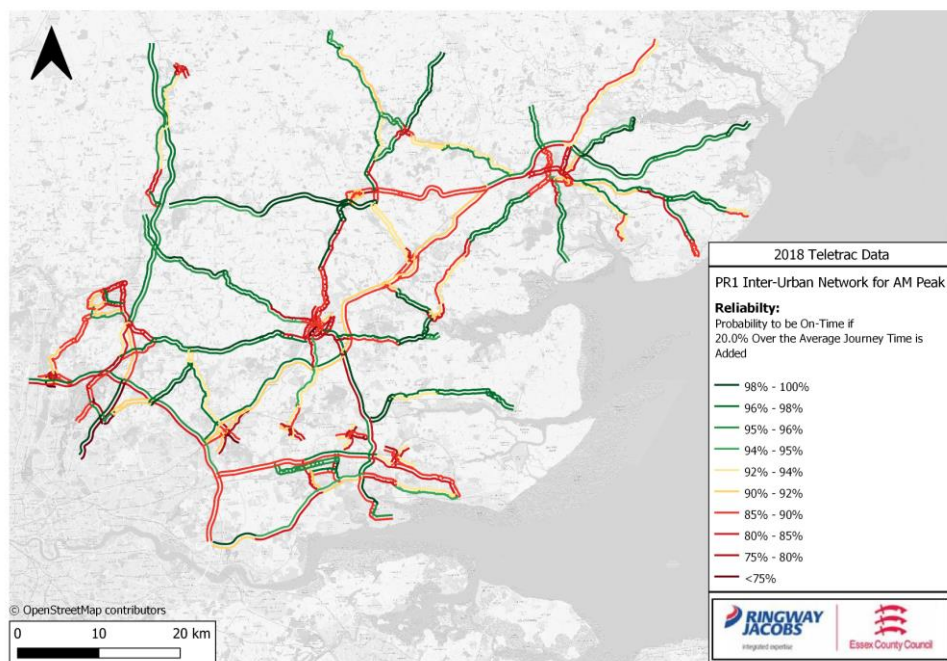 2018 Teletrac Data
PR1 Inter-Urban Network for AM Peak
Reliabilty:
Probability to be On-Time if
20.0% Over the Average Journey Time is
Added
98% - 100%
96% - 98%
95% - 96%
94% - 95%
92% - 94%
90% - 92%
85% - 90%
80% - 85%
75% - 80%
<75%
© OpenStreetMap contributors
0 10 20 km
RINGWAY
JACOBS
integrated expertise
Essex County Council